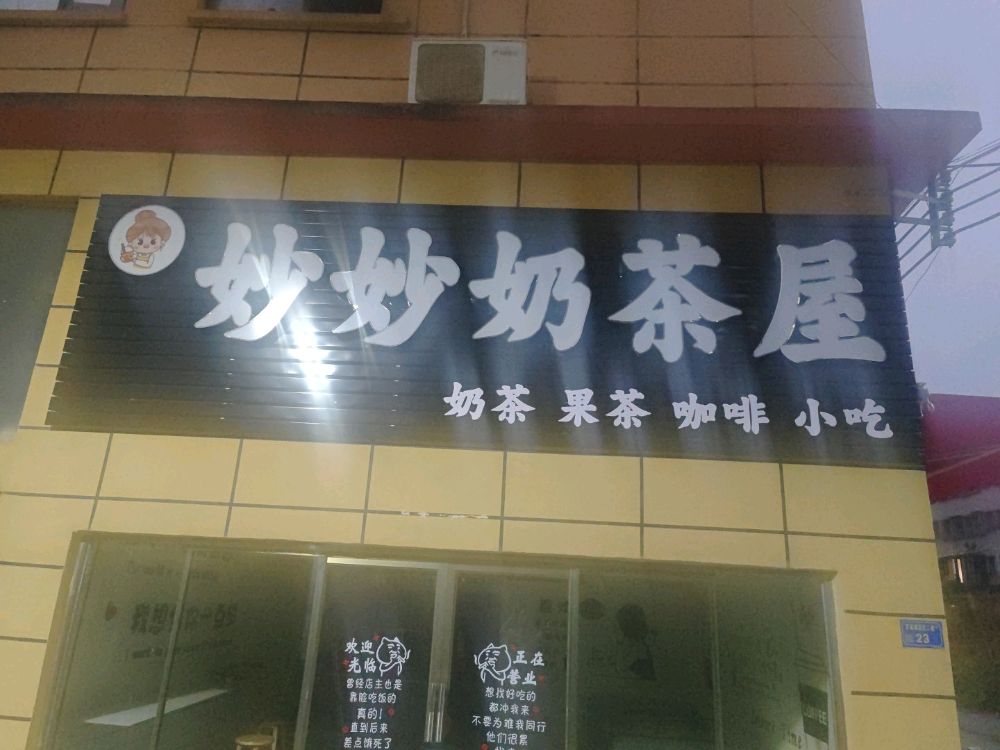 妙妙奶茶屋
奶茶 果茶 咖啡 小吃
欢迎
光临
曾经店主也是
靠脸吃饭的
真的!
直到后来
差点饿死了
正在
营业
想找好吃的
都冲我来
不要为难我同行
他们很累
23